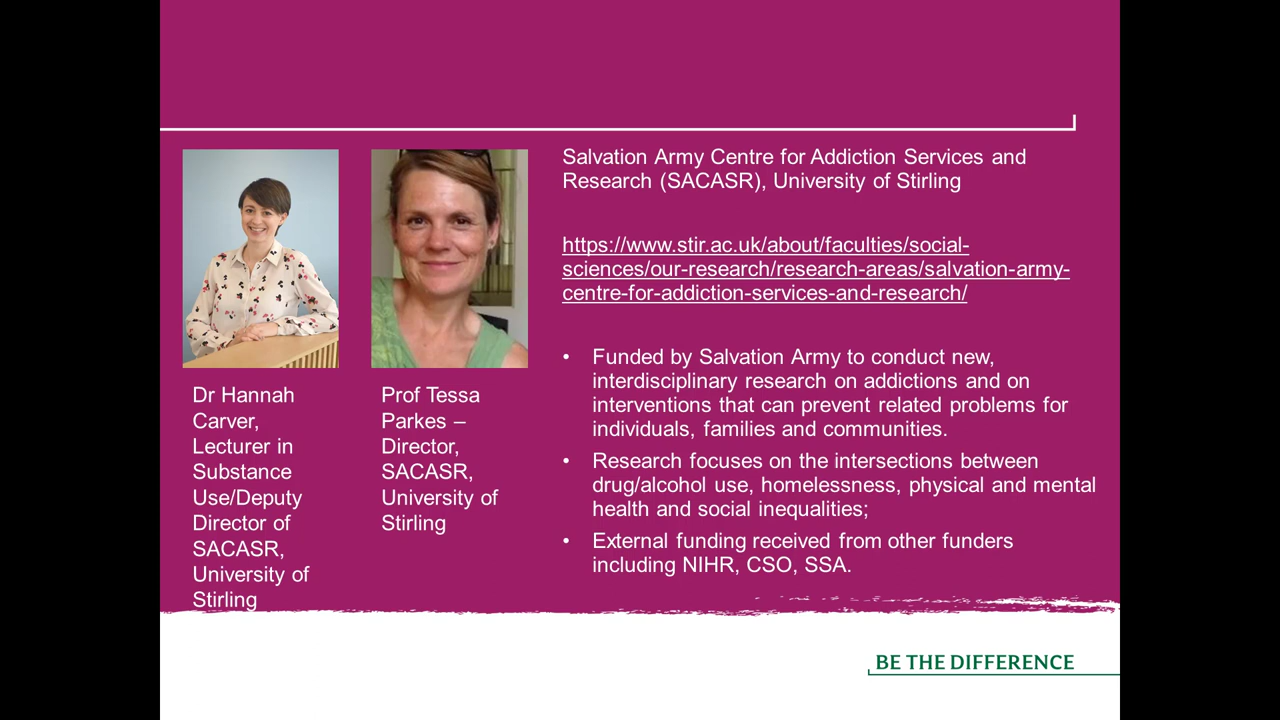 Salvation Army Centre for Addiction Services and
Research (SACASR), University of Stirling
https://www.stir.ac.uk/about/faculties/social-
sciences/our-research/research-areas/salvation-army-
centre-for-addiction-services-and-research/
• Funded by Salvation Army to conduct new,
interdisciplinary research on addictions and on
interventions that can prevent related problems for
individuals, families and communities.
• Research focuses on the intersections between
drug/alcohol use, homelessness, physical and mental
health and social inequalities;
• External funding received from other funders
including NIHR, CSO, SSA.
Dr Hannah
Carver,
Lecturer in
Substance
Use/Deputy
Director of
SACASR,
University of
Stirling
Prof Tessa
Parkes –
Director,
SACASR,
University of
Stirling
BE THE DIFFERENCE